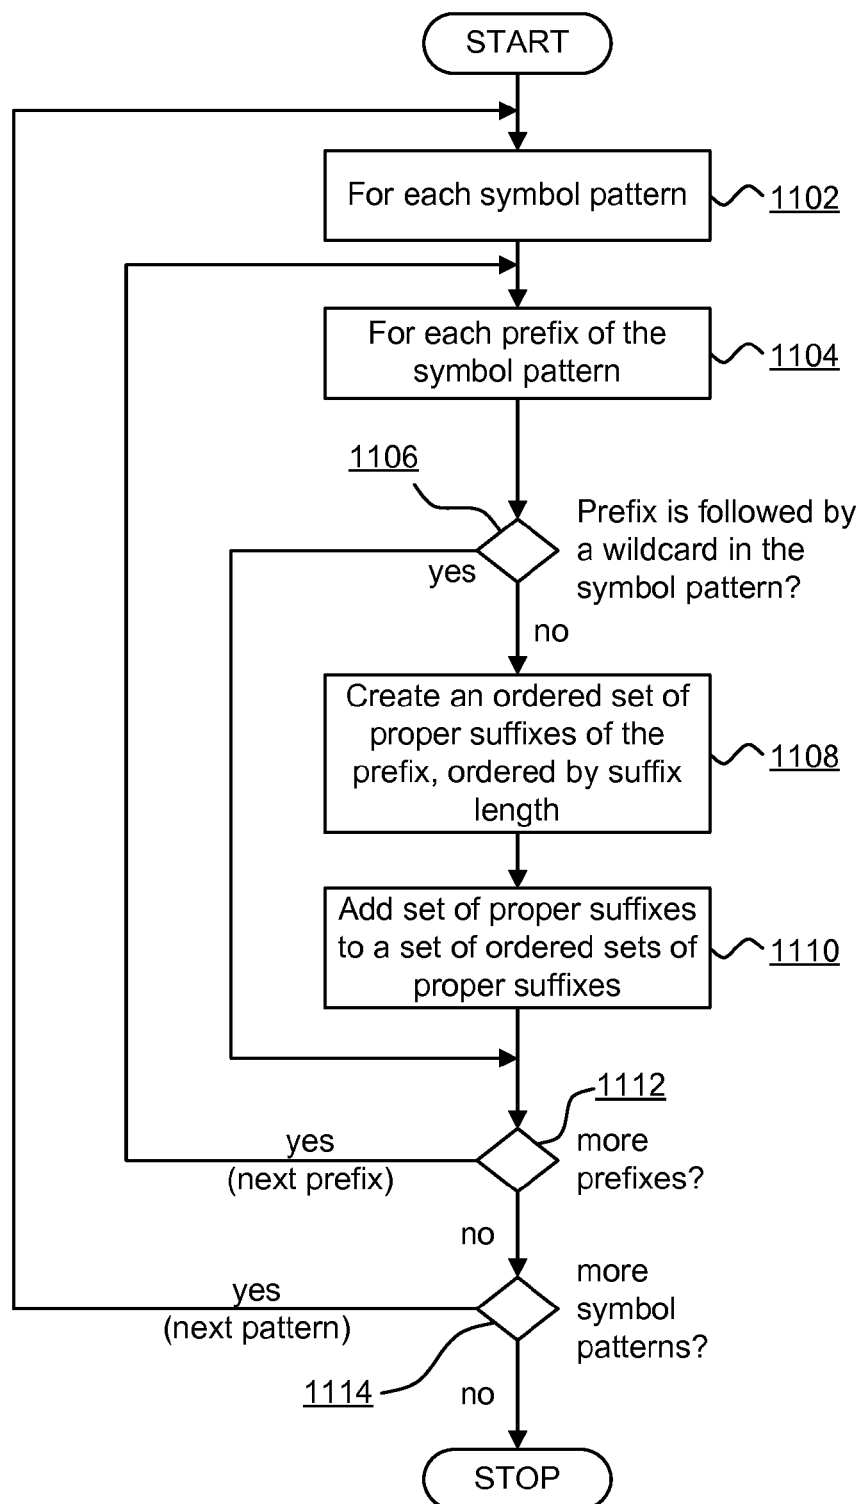 START
For each symbol pattern
1102
For each prefix of the
symbol pattern
1104
1106
Prefix is followed by
a wildcard in the
symbol pattern?
yes
no
Create an ordered set of
proper suffixes of the
prefix, ordered by suffix
length
1108
Add set of proper suffixes
to a set of ordered sets of
proper suffixes
1110
1112
more
prefixes?
yes
(next prefix)
no
more
symbol
patterns?
yes
(next pattern)
1114
no
STOP